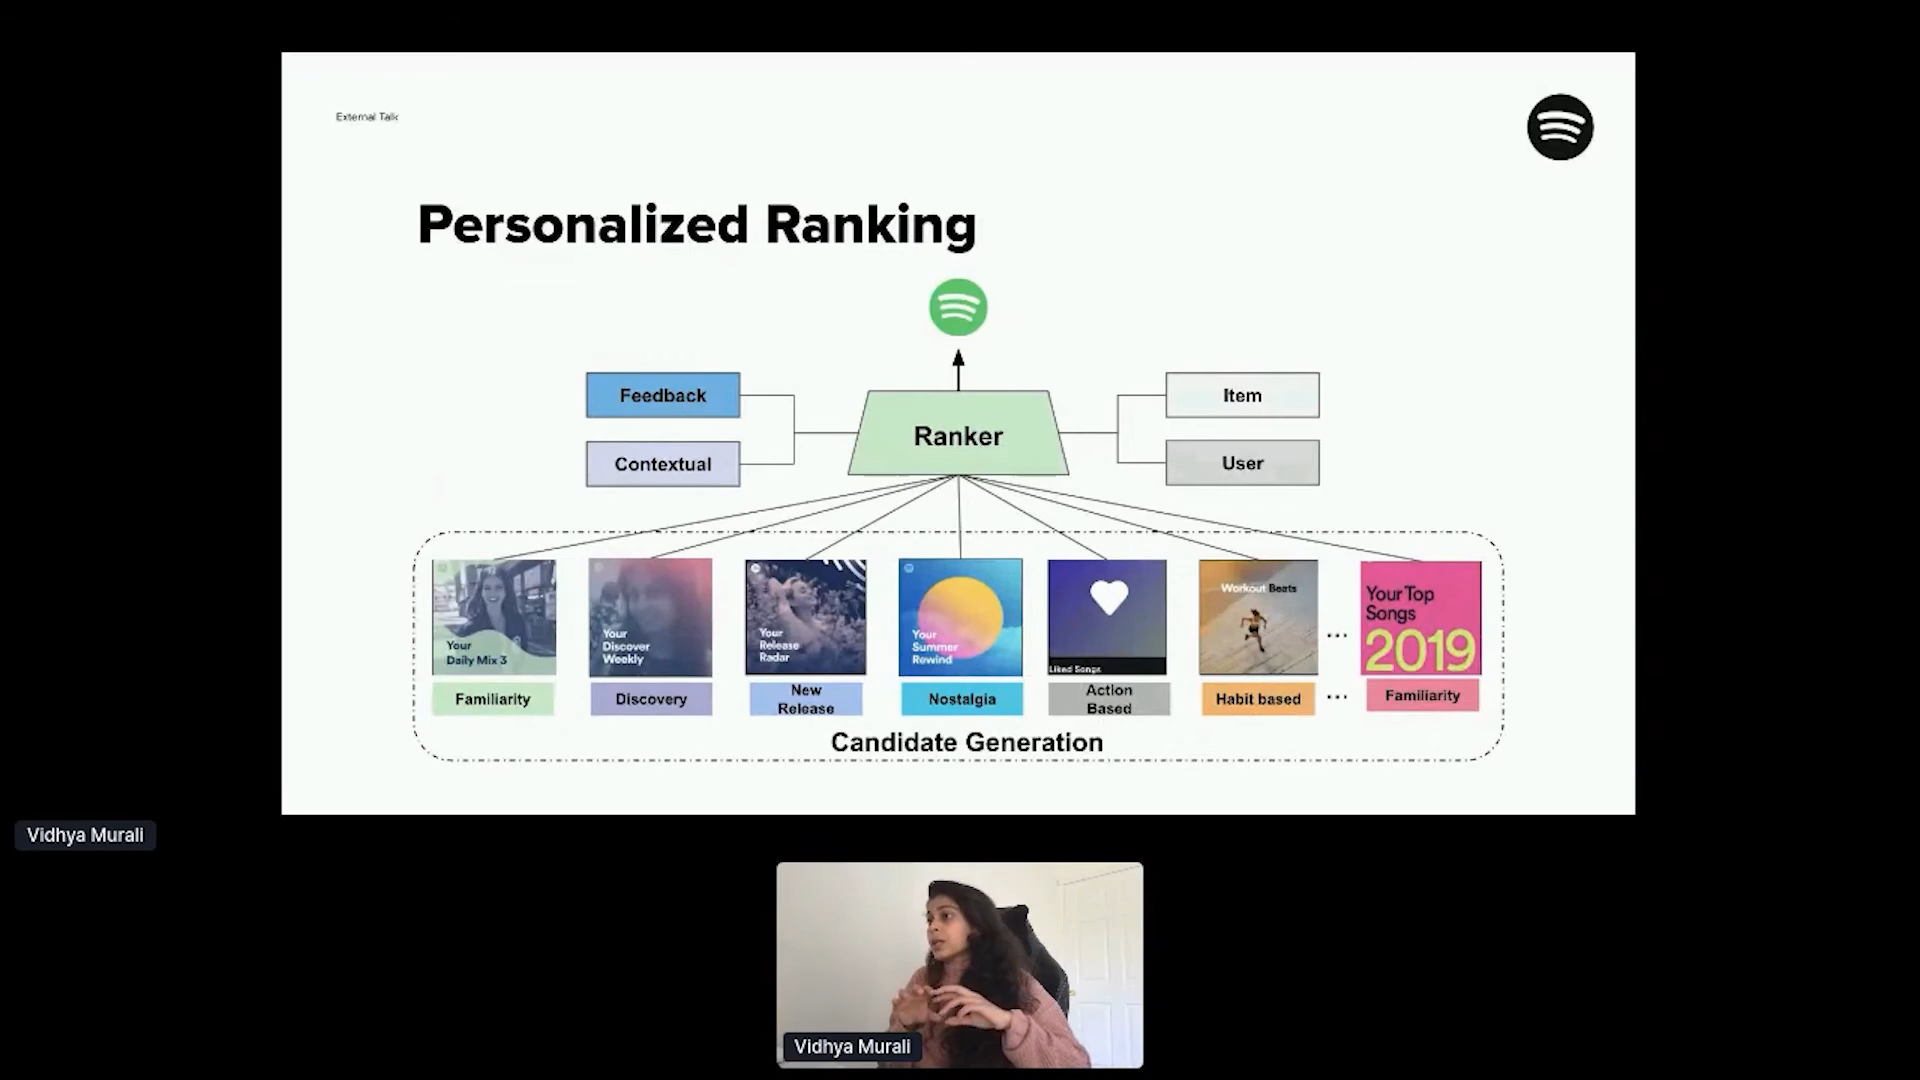 External Talk
Personalized Ranking
Feedback
Contextual
Ranker
Item
User
Your
Daily Mix 3
Your
Discover
Weekly
Your
Release
Radar
Your
Summer
Rewind
Liked Songs
Workout Beats
...
Your Top
Songs
2019
Familiarity
Discovery
New
Release
Nostalgia
Action
Based
Habit based
...
Familiarity
Candidate Generation
Vidhya Murali
Vidhya Murali